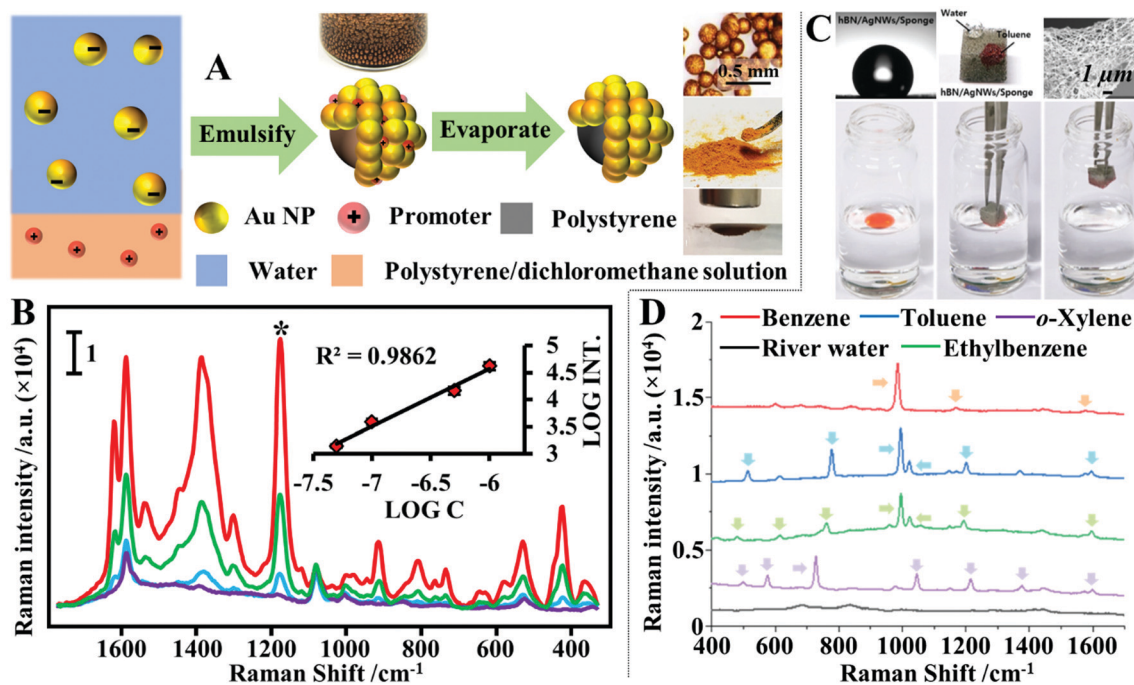 A
Emulsify
Evaporate
0.5 mm
Au NP
Promoter
Polystyrene
Water
Polystyrene/dichloromethane solution
C
hBN/AgNWs/Sponge
Water
Toluene
hBN/AgNWs/Sponge
1 μm
B
Raman intensity /a.u. (×10⁴)
1
*
R² = 0.9862
LOG INT.
5
4.5
4
3.5
3
-7.5 -7 -6.5 -6
LOG C
1600 1400 1200 1000 800 600 400
Raman Shift /cm⁻¹
D
Raman intensity /a.u. (×10⁴)
Benzene Toluene o-Xylene
River water Ethylbenzene
2
1.5
1
0.5
0
400 600 800 1000 1200 1400 1600
Raman Shift /cm⁻¹